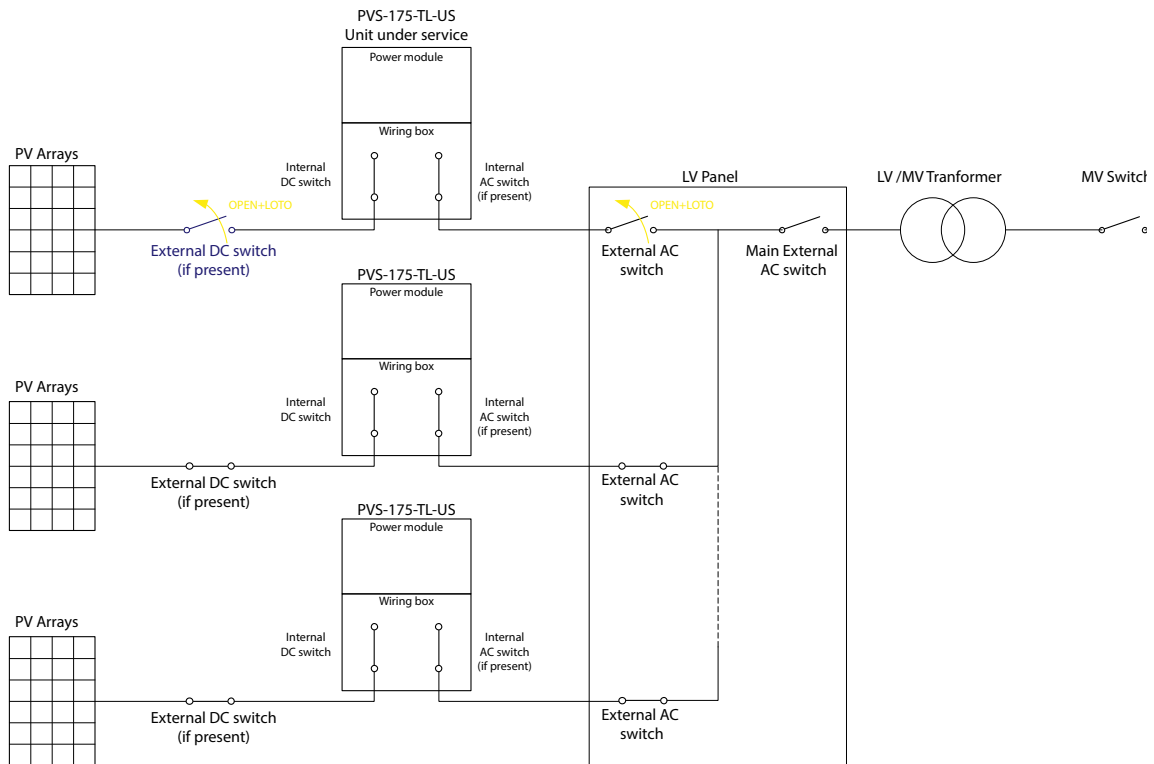 PVS-175-TL-US
Unit under service
Power module
Wiring box
PV Arrays
Internal
DC switch
Internal
AC switch
(if present)
OPEN+LOTO
External DC switch
(if present)
LV Panel
OPEN+LOTO
External AC
switch
Main External
AC switch
LV /MV Tranformer
MV Switch
PVS-175-TL-US
Power module
Wiring box
PV Arrays
Internal
DC switch
Internal
AC switch
(if present)
External DC switch
(if present)
External AC
switch
PVS-175-TL-US
Power module
Wiring box
PV Arrays
Internal
DC switch
Internal
AC switch
(if present)
External DC switch
(if present)
External AC
switch